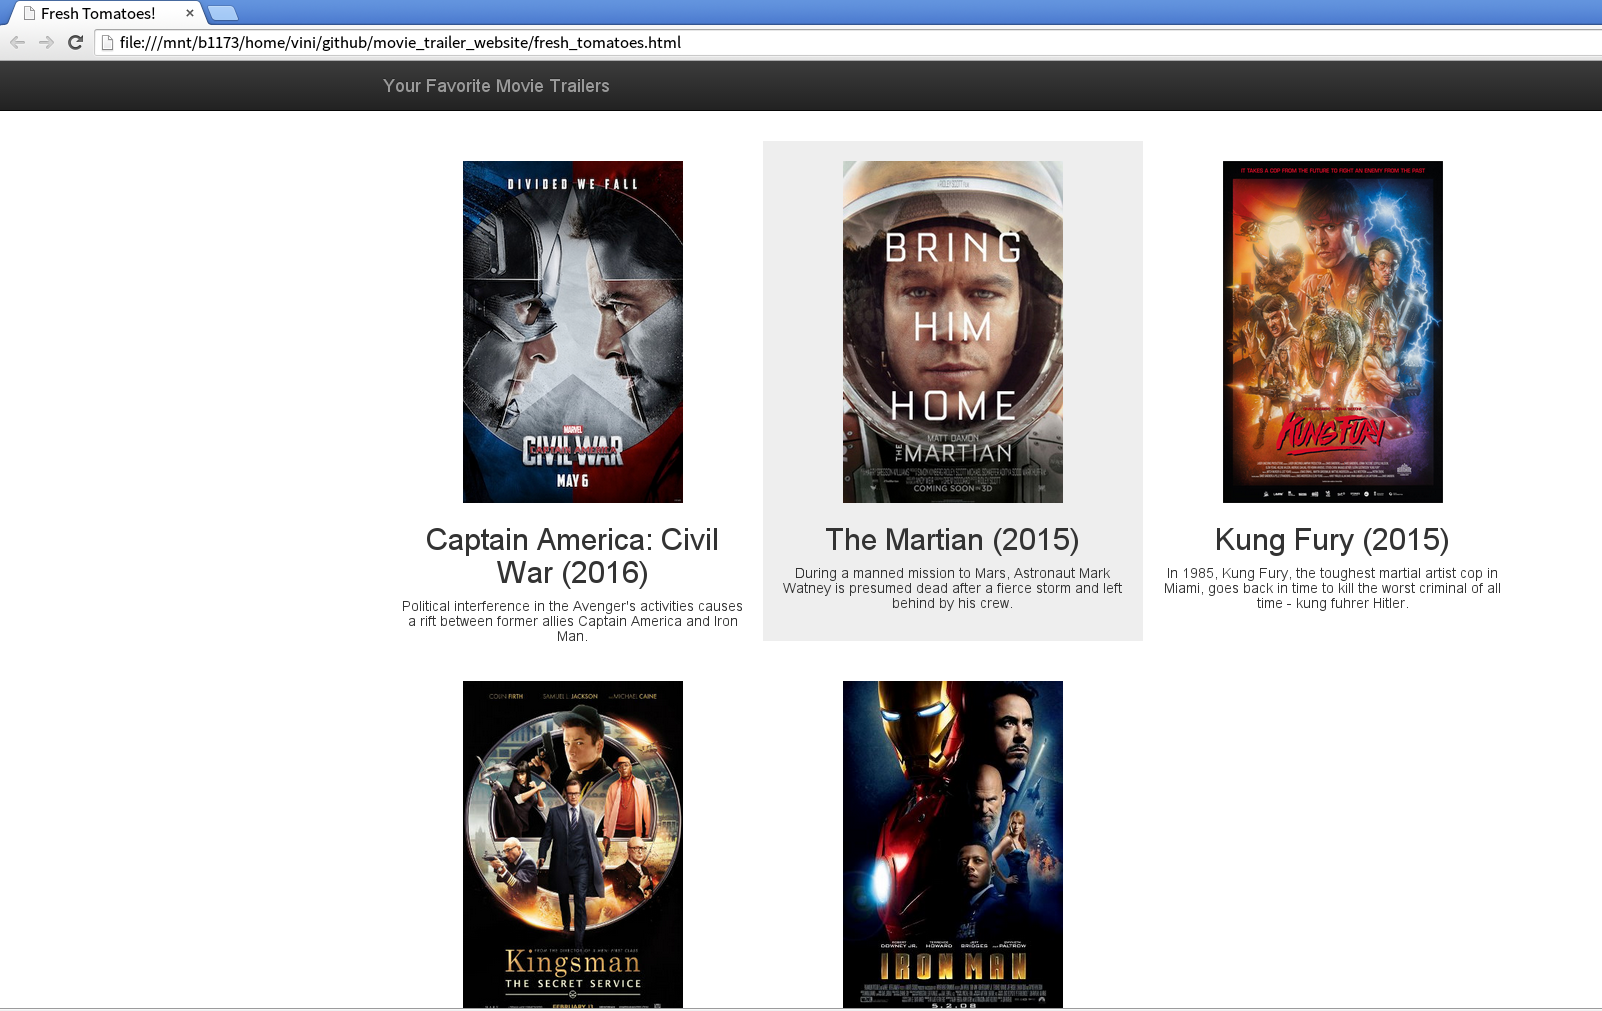 Fresh Tomatoes!
file:///mnt/b1173/home/vini/github/movie_trailer_website/fresh_tomatoes.html
Your Favorite Movie Trailers
DIVIDED WE FALL
MARVEL
CAPTAIN AMERICA
CIVIL WAR
MAY 6
BRING
HIM
HOME
MATT DAMON
THE MARTIAN
COMING SOON IN 3D
IT TAKES A COP FROM THE FUTURE TO FIGHT AN ENEMY FROM THE PAST
KUNG FURY
Captain America: Civil
War (2016)
Political interference in the Avenger's activities causes
a rift between former allies Captain America and Iron
Man.
The Martian (2015)
During a manned mission to Mars, Astronaut Mark
Watney is presumed dead after a fierce storm and left
behind by his crew.
Kung Fury (2015)
In 1985, Kung Fury, the toughest martial artist cop in
Miami, goes back in time to kill the worst criminal of all
time - kung fuhrer Hitler.
COLIN FIRTH SAMUEL L. JACKSON AND MICHAEL CAINE
Kingsman
THE SECRET SERVICE
FEBRUARY 13
ROBERT DOWNEY JR. TERRENCE HOWARD JEFF BRIDGES AND GWYNETH PALTROW
IRON MAN
5.2.08